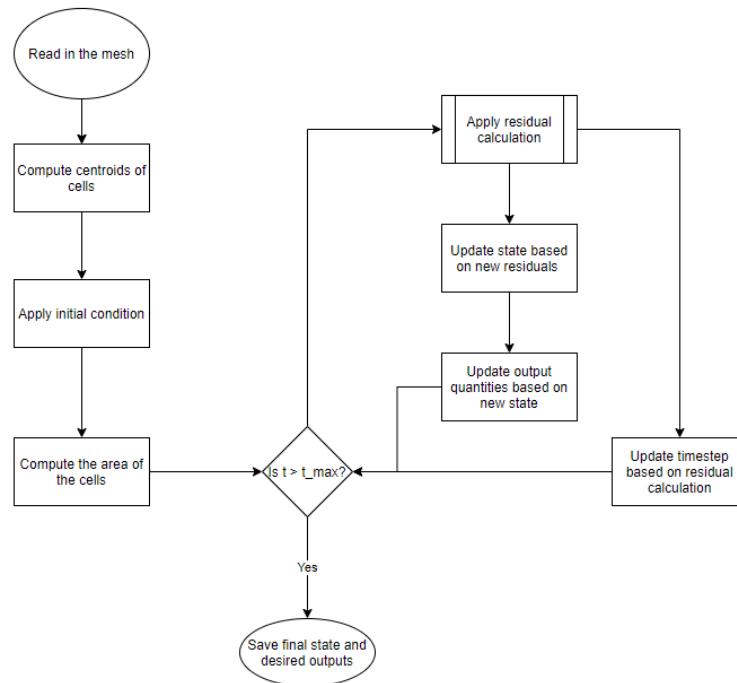 Read in the mesh
Compute centroids of
cells
Apply initial condition
Compute the area of
the cells
Is t > t_max?
Apply residual
calculation
Update state based
on new residuals
Update output
quantities based on
new state
Update timestep
based on residual
calculation
Yes
Save final state and
desired outputs